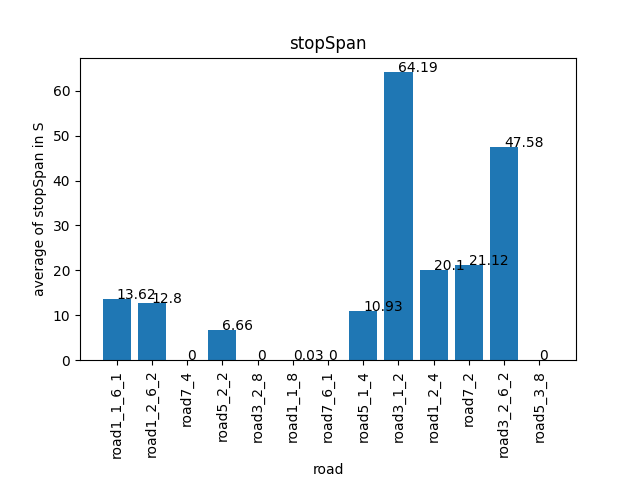 stopSpan
average of stopSpan in S
60
50
40
30
20
10
0
13.62
12.8
0
6.66
0
0.03
0
10.93
64.19
20.1
21.12
47.58
0
road1_1_6_1
road1_2_6_2
road7_4
road5_2_2
road3_2_8
road1_1_8
road7_6_1
road5_1_4
road3_1_2
road1_2_4
road7_2
road3_2_6_2
road5_3_8
road